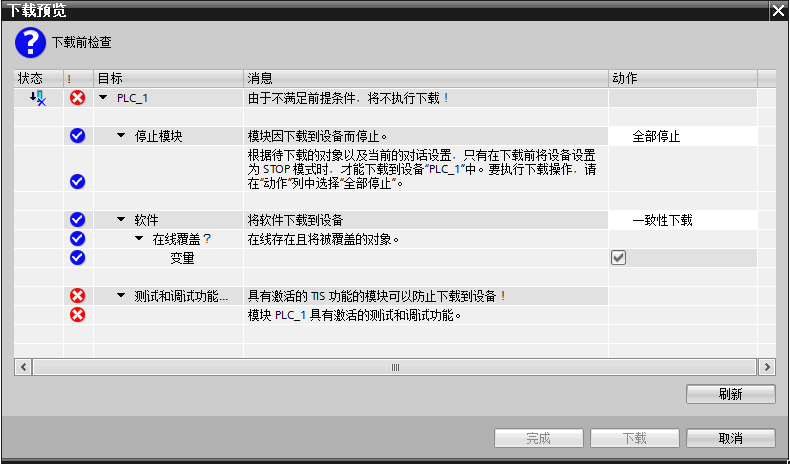 下载预览
下载前检查
状态 ! 目标 消息 动作
PLC_1 由于不满足前提条件，将不执行下载！
停止模块 模块因下载到设备而停止。 全部停止
根据待下载的对象以及当前的对话设置，只有在下载前将设备设置
为 STOP 模式时，才能下载到设备“PLC_1”中。要执行下载操作，请
在“动作”列中选择“全部停止”。
软件 将软件下载到设备 一致性下载
在线覆盖？ 在线存在且将被覆盖的对象。
变量
测试和调试功能... 具有激活的 TIS 功能的模块可以防止下载到设备！
模块 PLC_1 具有激活的测试和调试功能。
刷新
完成 下载 取消